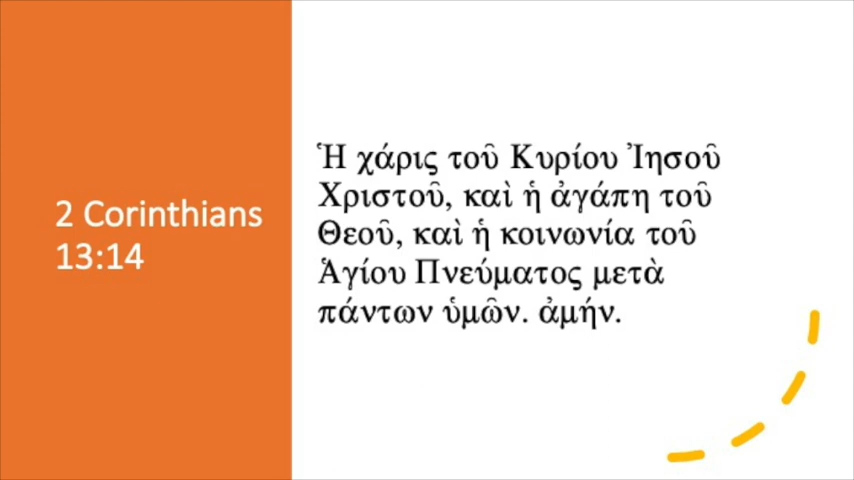 2 Corinthians
13:14
Ἡ χάρις τοῦ Κυρίου Ἰησοῦ
Χριστοῦ, καὶ ἡ ἀγάπη τοῦ
Θεοῦ, καὶ ἡ κοινωνία τοῦ
Ἁγίου Πνεύματος μετὰ
πάντων ὑμῶν. ἀμήν.